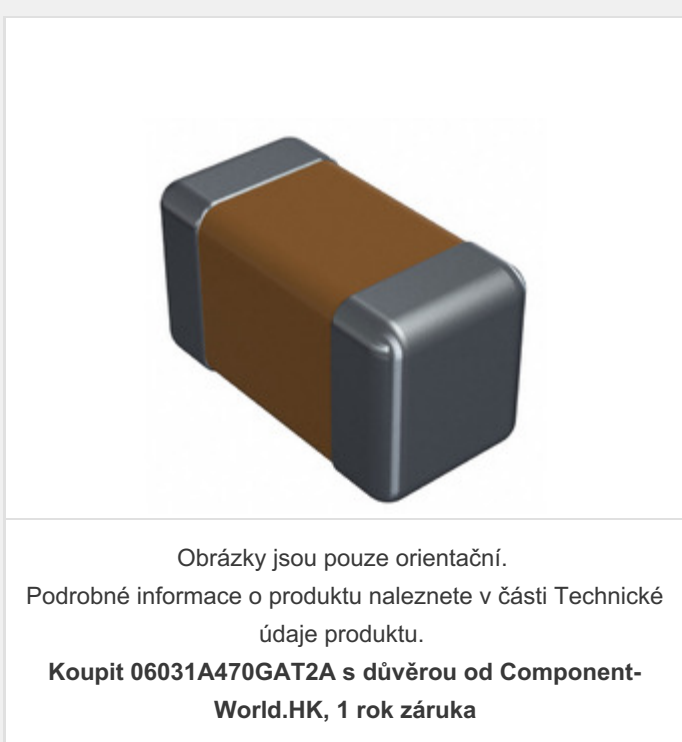 Obrázky jsou pouze orientační.
Podrobné informace o produktu naleznete v části Technické
údaje produktu.
Koupit 06031A470GAT2A s důvěrou od Component-
World.HK, 1 rok záruka